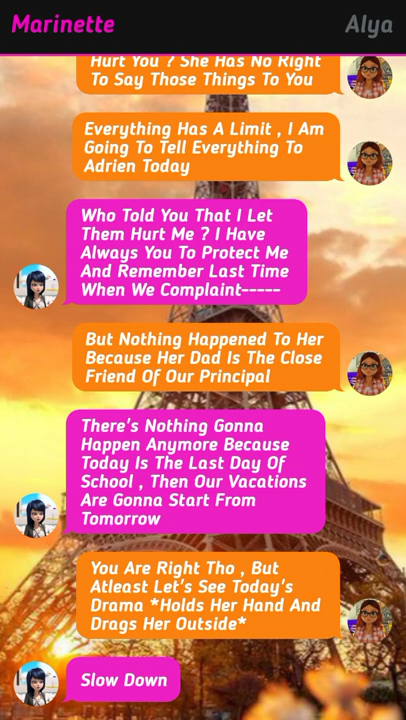 Marinette
Alya
Hurt You ? She Has No Right
To Say Those Things To You
Everything Has A Limit , I Am
Going To Tell Everything To
Adrien Today
Who Told You That I Let
Them Hurt Me ? I Have
Always You To Protect Me
And Remember Last Time
When We Complaint-----
But Nothing Happened To Her
Because Her Dad Is The Close
Friend Of Our Principal
There's Nothing Gonna
Happen Anymore Because
Today Is The Last Day Of
School , Then Our Vacations
Are Gonna Start From
Tomorrow
You Are Right Tho , But
Atleast Let's See Today's
Drama *Holds Her Hand And
Drags Her Outside*
Slow Down